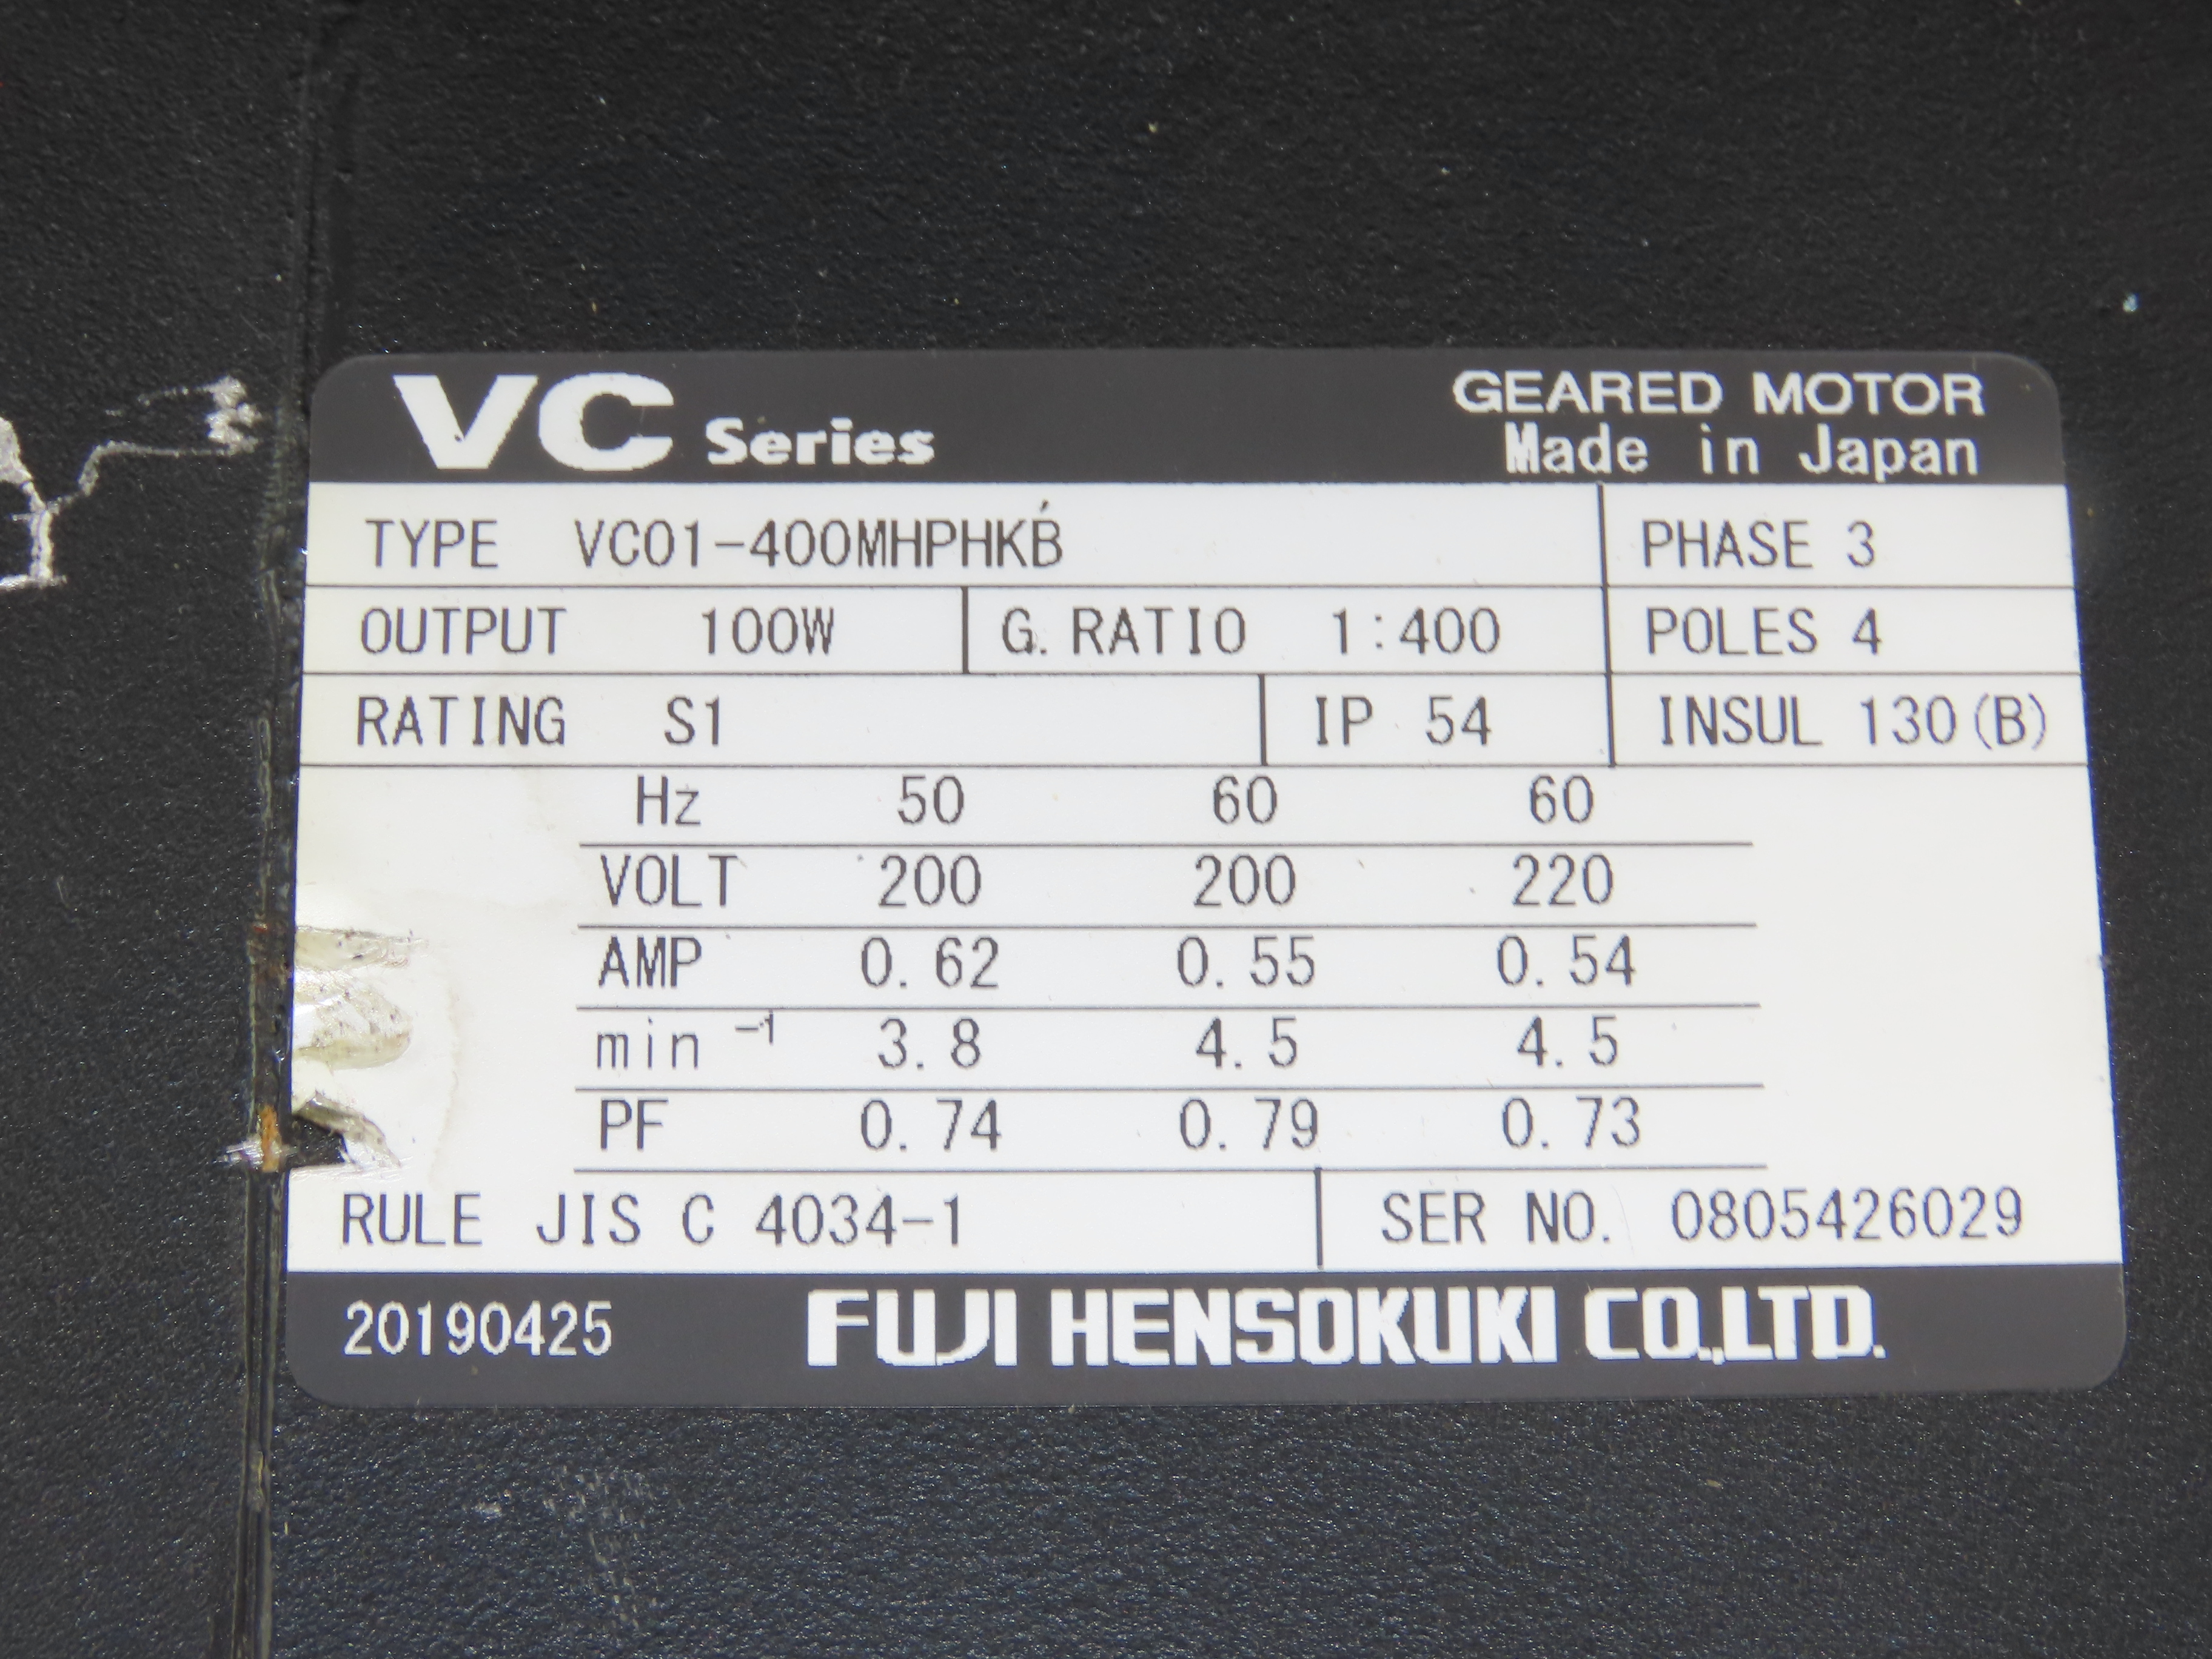 VC Series
GEARED MOTOR
Made in Japan
TYPE VC01-400MHPHKB PHASE 3
OUTPUT 100W G. RATIO 1:400 POLES 4
RATING S1 IP 54 INSUL 130(B)
Hz 50 60 60
VOLT 200 200 220
AMP 0.62 0.55 0.54
min⁻¹ 3.8 4.5 4.5
PF 0.74 0.79 0.73
RULE JIS C 4034-1 SER NO. 0805426029
20190425 FUJI HENSOKUKI CO.,LTD.